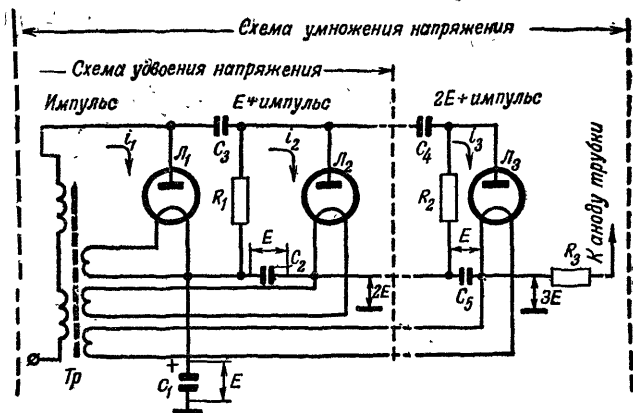 Схема умножения напряжения
Схема удвоения напряжения
Импульс
E+импульс
2E+импульс
i₁
C₃
i₂
C₄
i₃
Л₁
Л₂
Л₃
R₁
R₂
E
C₂
E
C₅
R₃
К аноду трубки
2E
3E
Тр
+
C₁
E